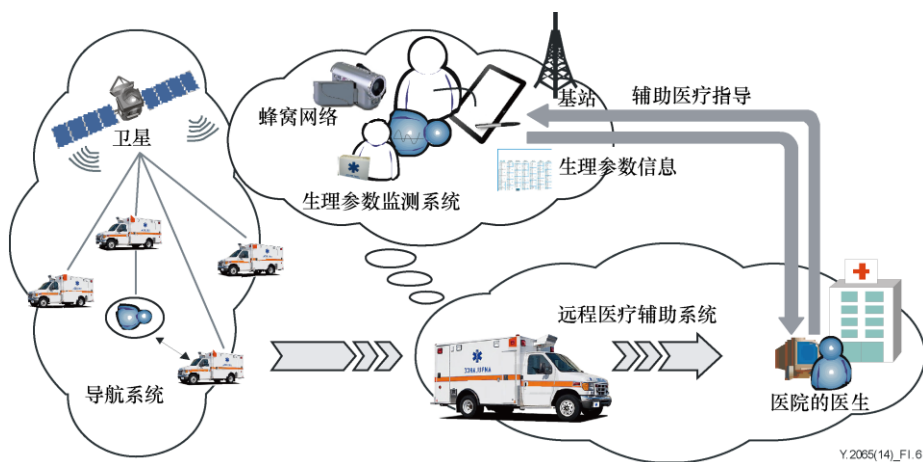 卫星
导航系统
蜂窝网络
生理参数监测系统
基站
辅助医疗指导
生理参数信息
远程医疗辅助系统
医院的医生
Y.2065(14)_FI.6